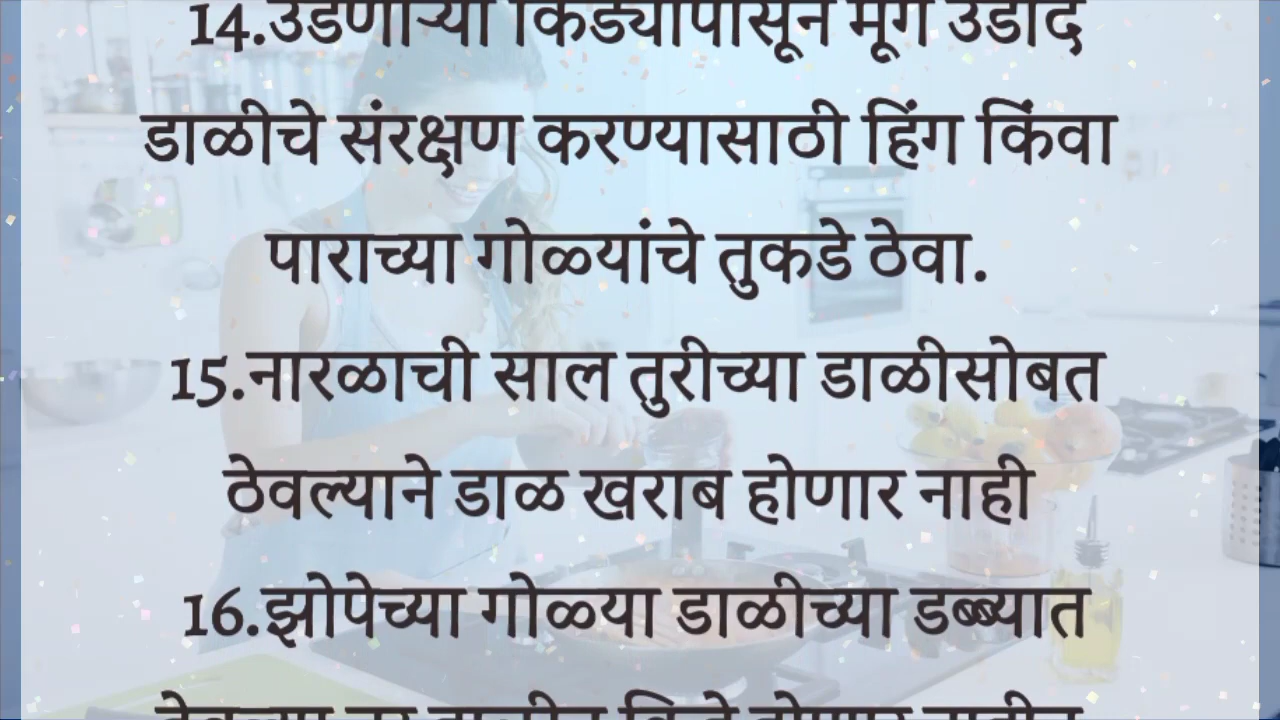 14.उडणाऱ्या किड्यांपासून मूग उडीद
डाळीचे संरक्षण करण्यासाठी हिंग किंवा
पाराच्या गोळ्यांचे तुकडे ठेवा.
15.नारळाची साल तुरीच्या डाळीसोबत
ठेवल्याने डाळ खराब होणार नाही
16.झोपेच्या गोळ्या डाळीच्या डब्ब्यात